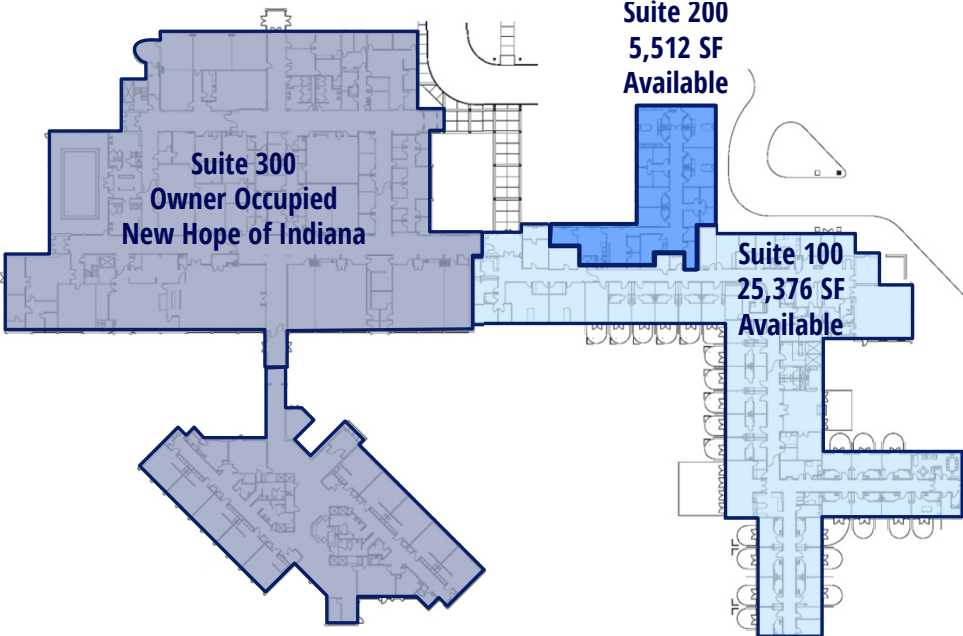 Suite 200
5,512 SF
Available
Suite 300
Owner Occupied
New Hope of Indiana
Suite 100
25,376 SF
Available